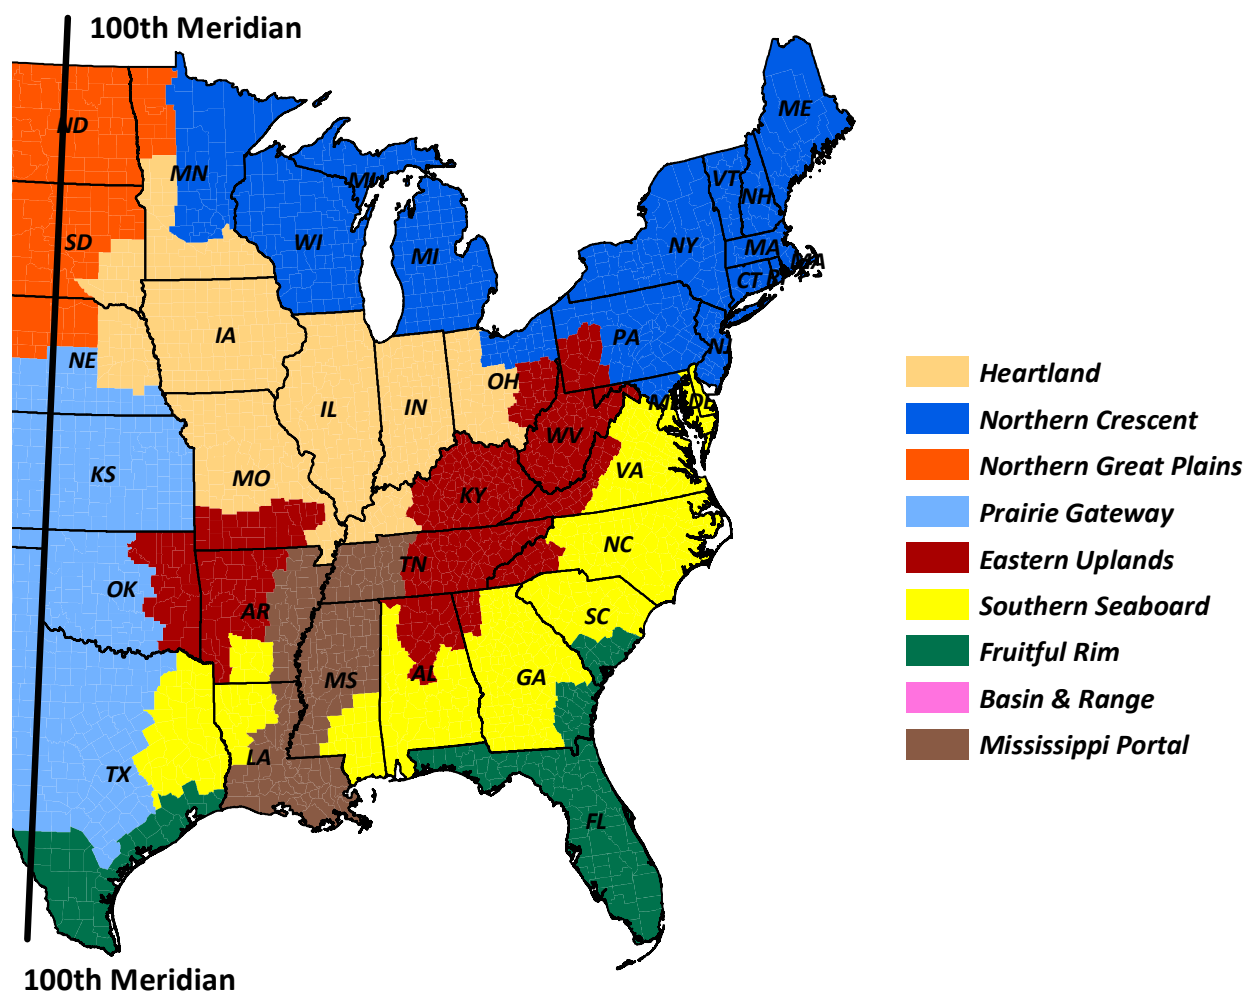 100th Meridian
ME
ND
MN
MI
VT
NH
SD
WI
MI
NY
MA
MA
CT
IA
PA
NJ
NE
OH
IL
IN
DE
WV
KS
MO
KY
VA
NC
OK
TN
AR
SC
MS
AL
GA
LA
TX
FL
Heartland
Northern Crescent
Northern Great Plains
Prairie Gateway
Eastern Uplands
Southern Seaboard
Fruitful Rim
Basin & Range
Mississippi Portal
100th Meridian